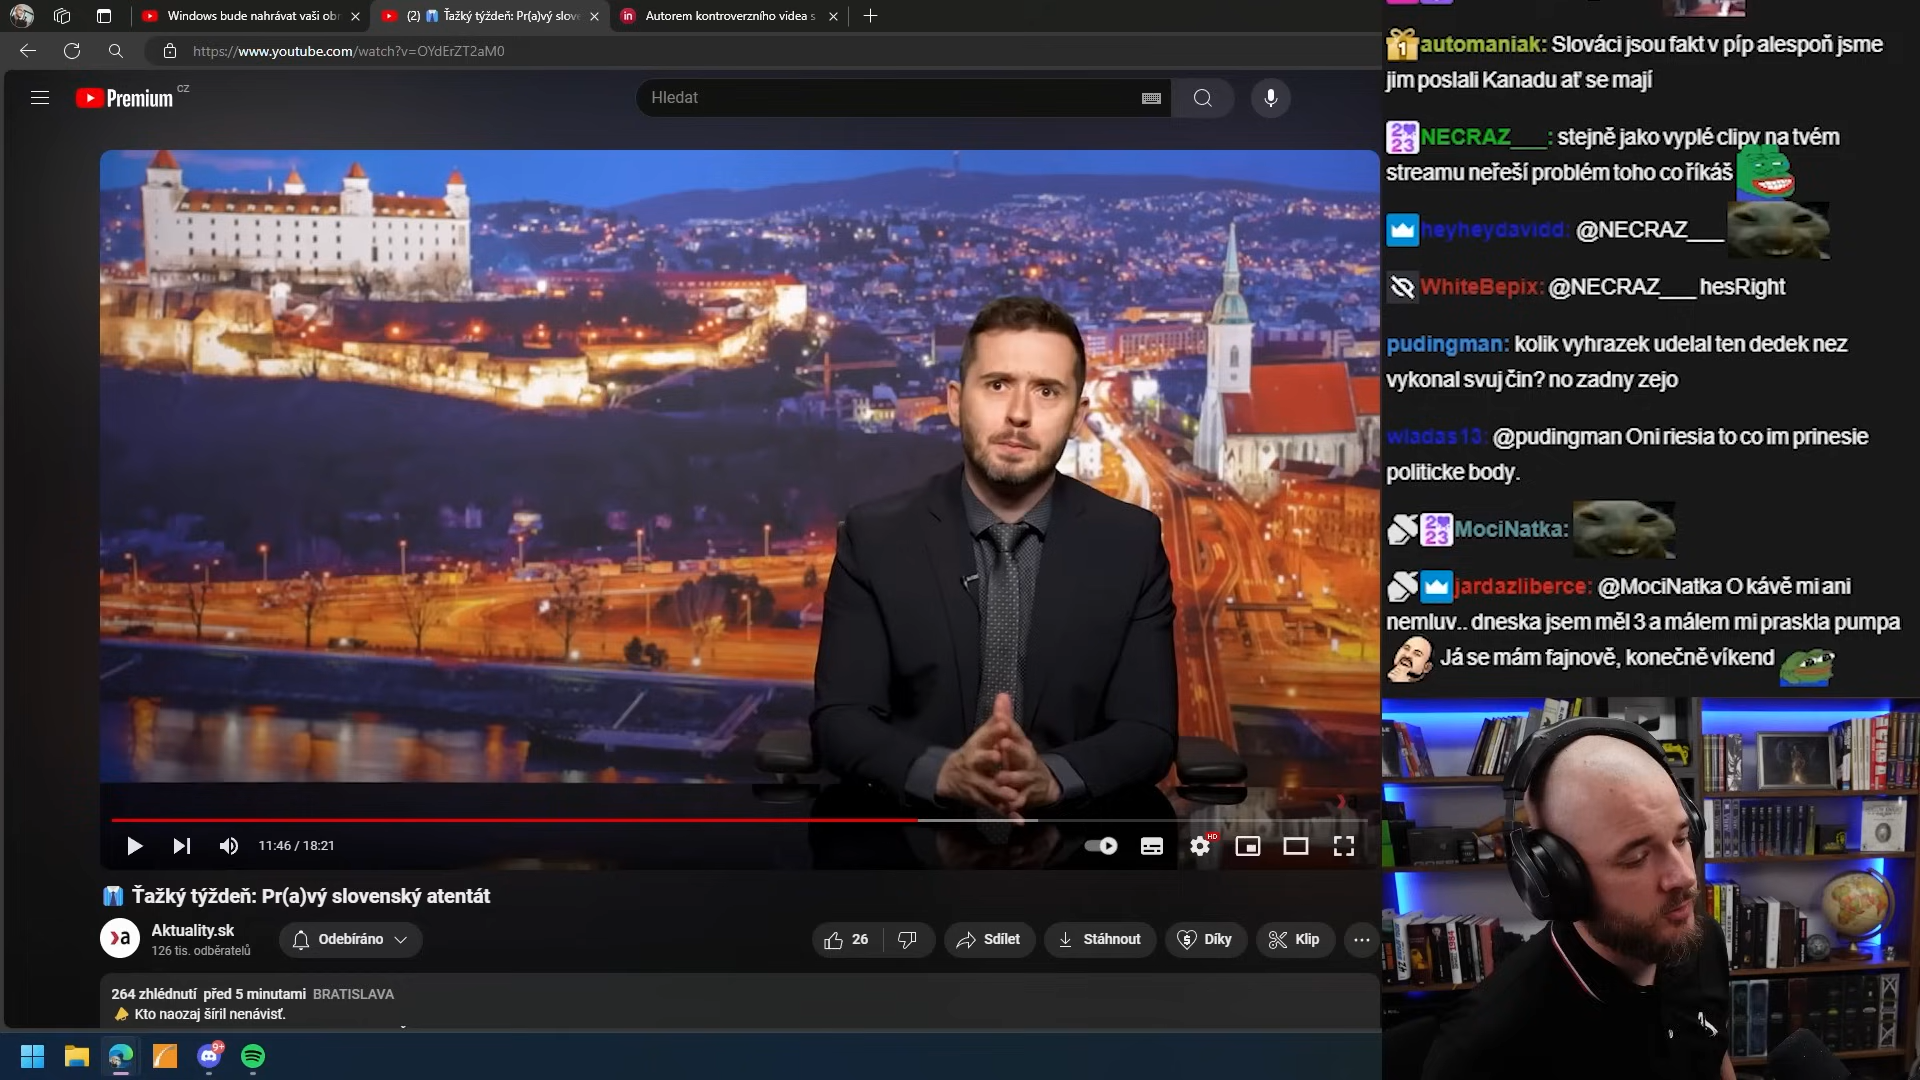 Windows bude nahrávat vaši obr
(2) Ťažký týždeň: Pr(a)vý slove
Autorem kontroverzního videa s
https://www.youtube.com/watch?v=OYdErZT2aM0
Premium CZ
Hledat
11:46 / 18:21
HD
Ťažký týždeň: Pr(a)vý slovenský atentát
Aktuality.sk
126 tis. odběratelů
Odebíráno
26
Sdílet
Stáhnout
Díky
Klip
264 zhlédnutí před 5 minutami BRATISLAVA
Kto naozaj šíril nenávisť.
9+
automaniak: Slováci jsou fakt v píp alespoň jsme
jim poslali Kanadu ať se mají
NECRAZ___: stejně jako vyplé clipy na tvém
streamu neřeší problém toho co říkáš
heyheydavidd: @NECRAZ___
WhiteBepix: @NECRAZ___ hesRight
pudingman: kolik vyhrazek udelal ten dedek nez
vykonal svuj čin? no zadny zejo
wladas13: @pudingman Oni riesia to co im prinesie
politicke body.
MociNatka:
jardazliberce: @MociNatka O kávě mi ani
nemluv.. dneska jsem měl 3 a málem mi praskla pumpa
Já se mám fajnově, konečně víkend